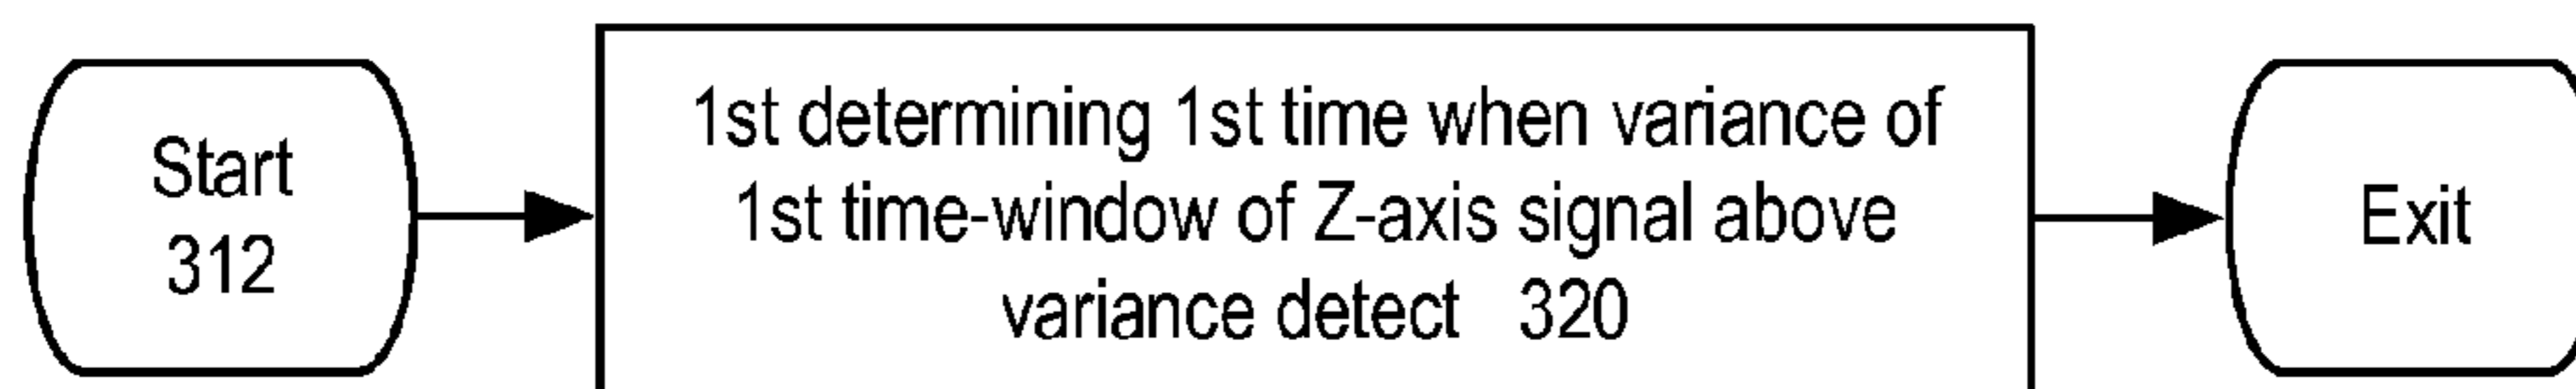 Start
312
1st determining 1st time when variance of
1st time-window of Z-axis signal above
variance detect 320
Exit